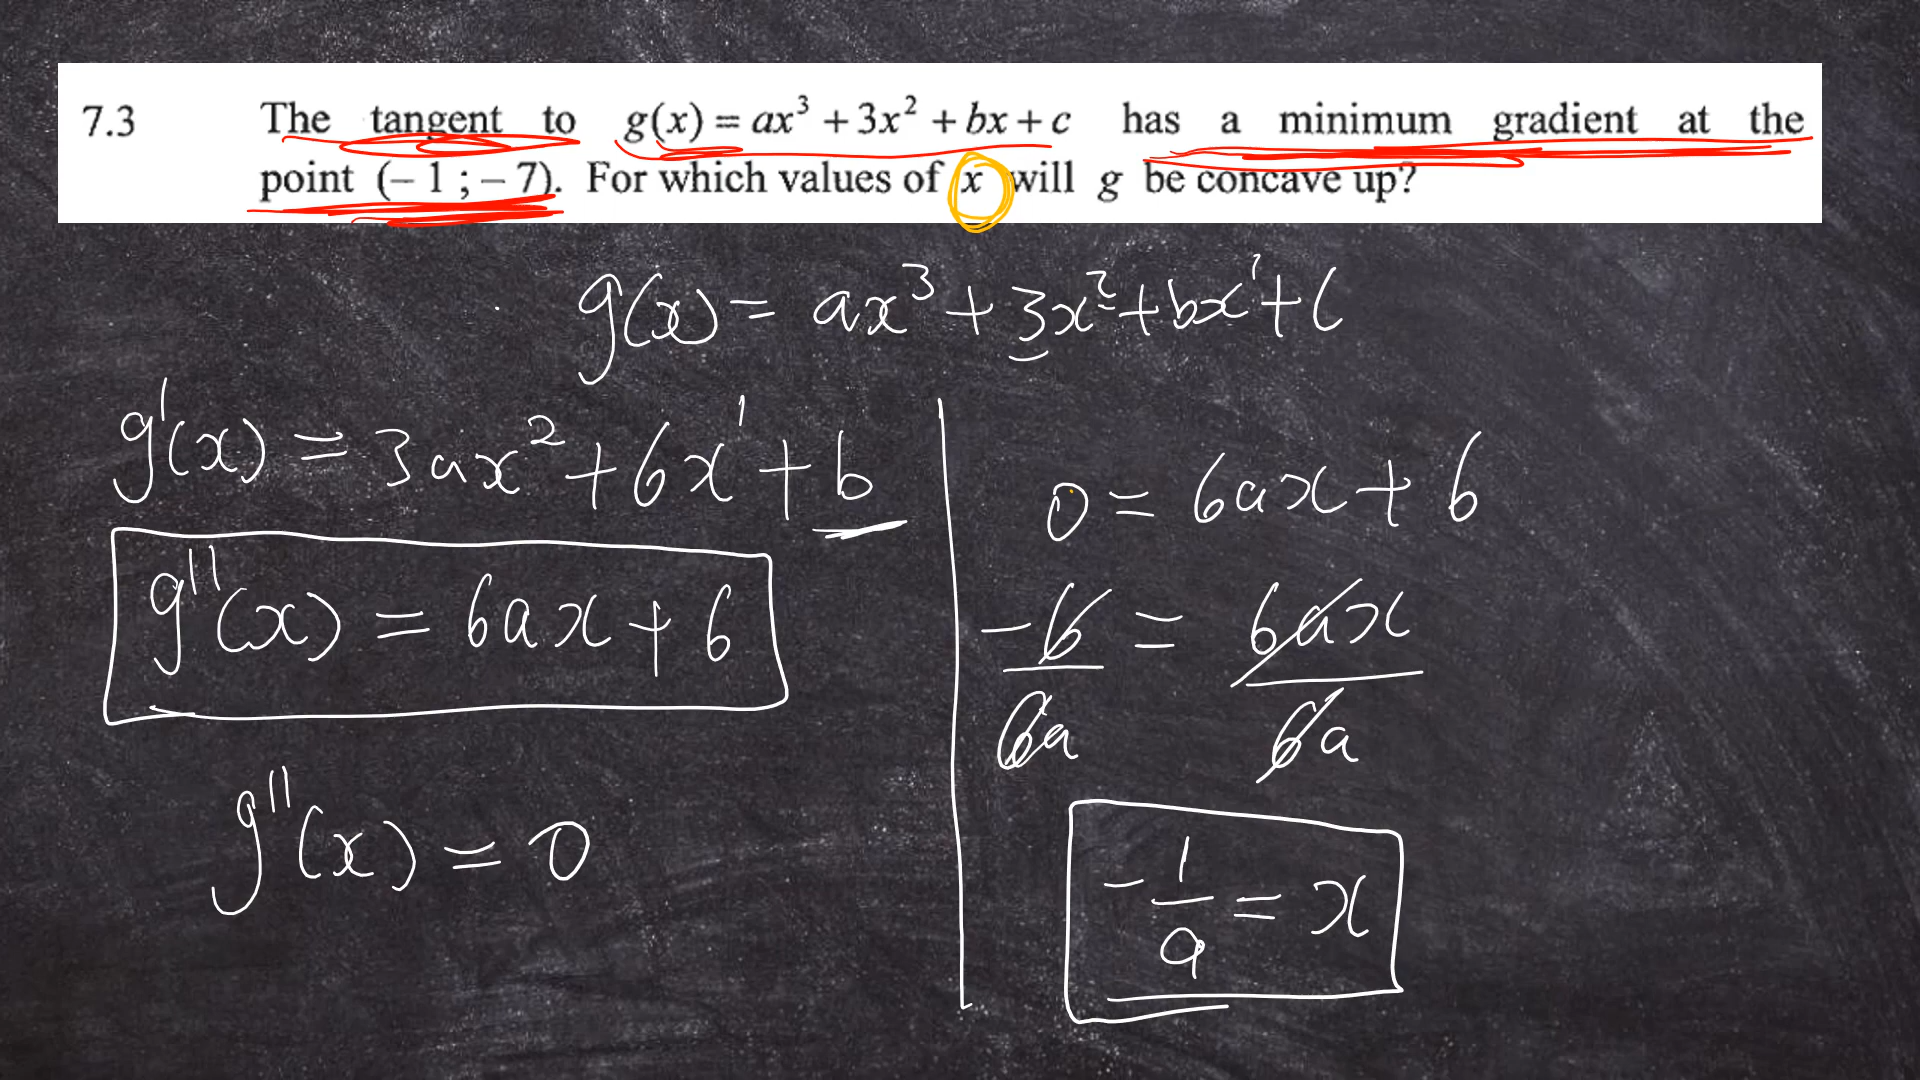 7.3 The tangent to g(x) = ax³ + 3x² + bx + c has a minimum gradient at the
point (– 1 ; – 7). For which values of x will g be concave up?
g(x) = ax³ + 3x² + bx¹ + c
g'(x) = 3ax² + 6x¹ + b
g''(x) = 6ax + 6
g''(x) = 0
0 = 6ax + 6
-6/6a = 6ax/6a
-1/a = x